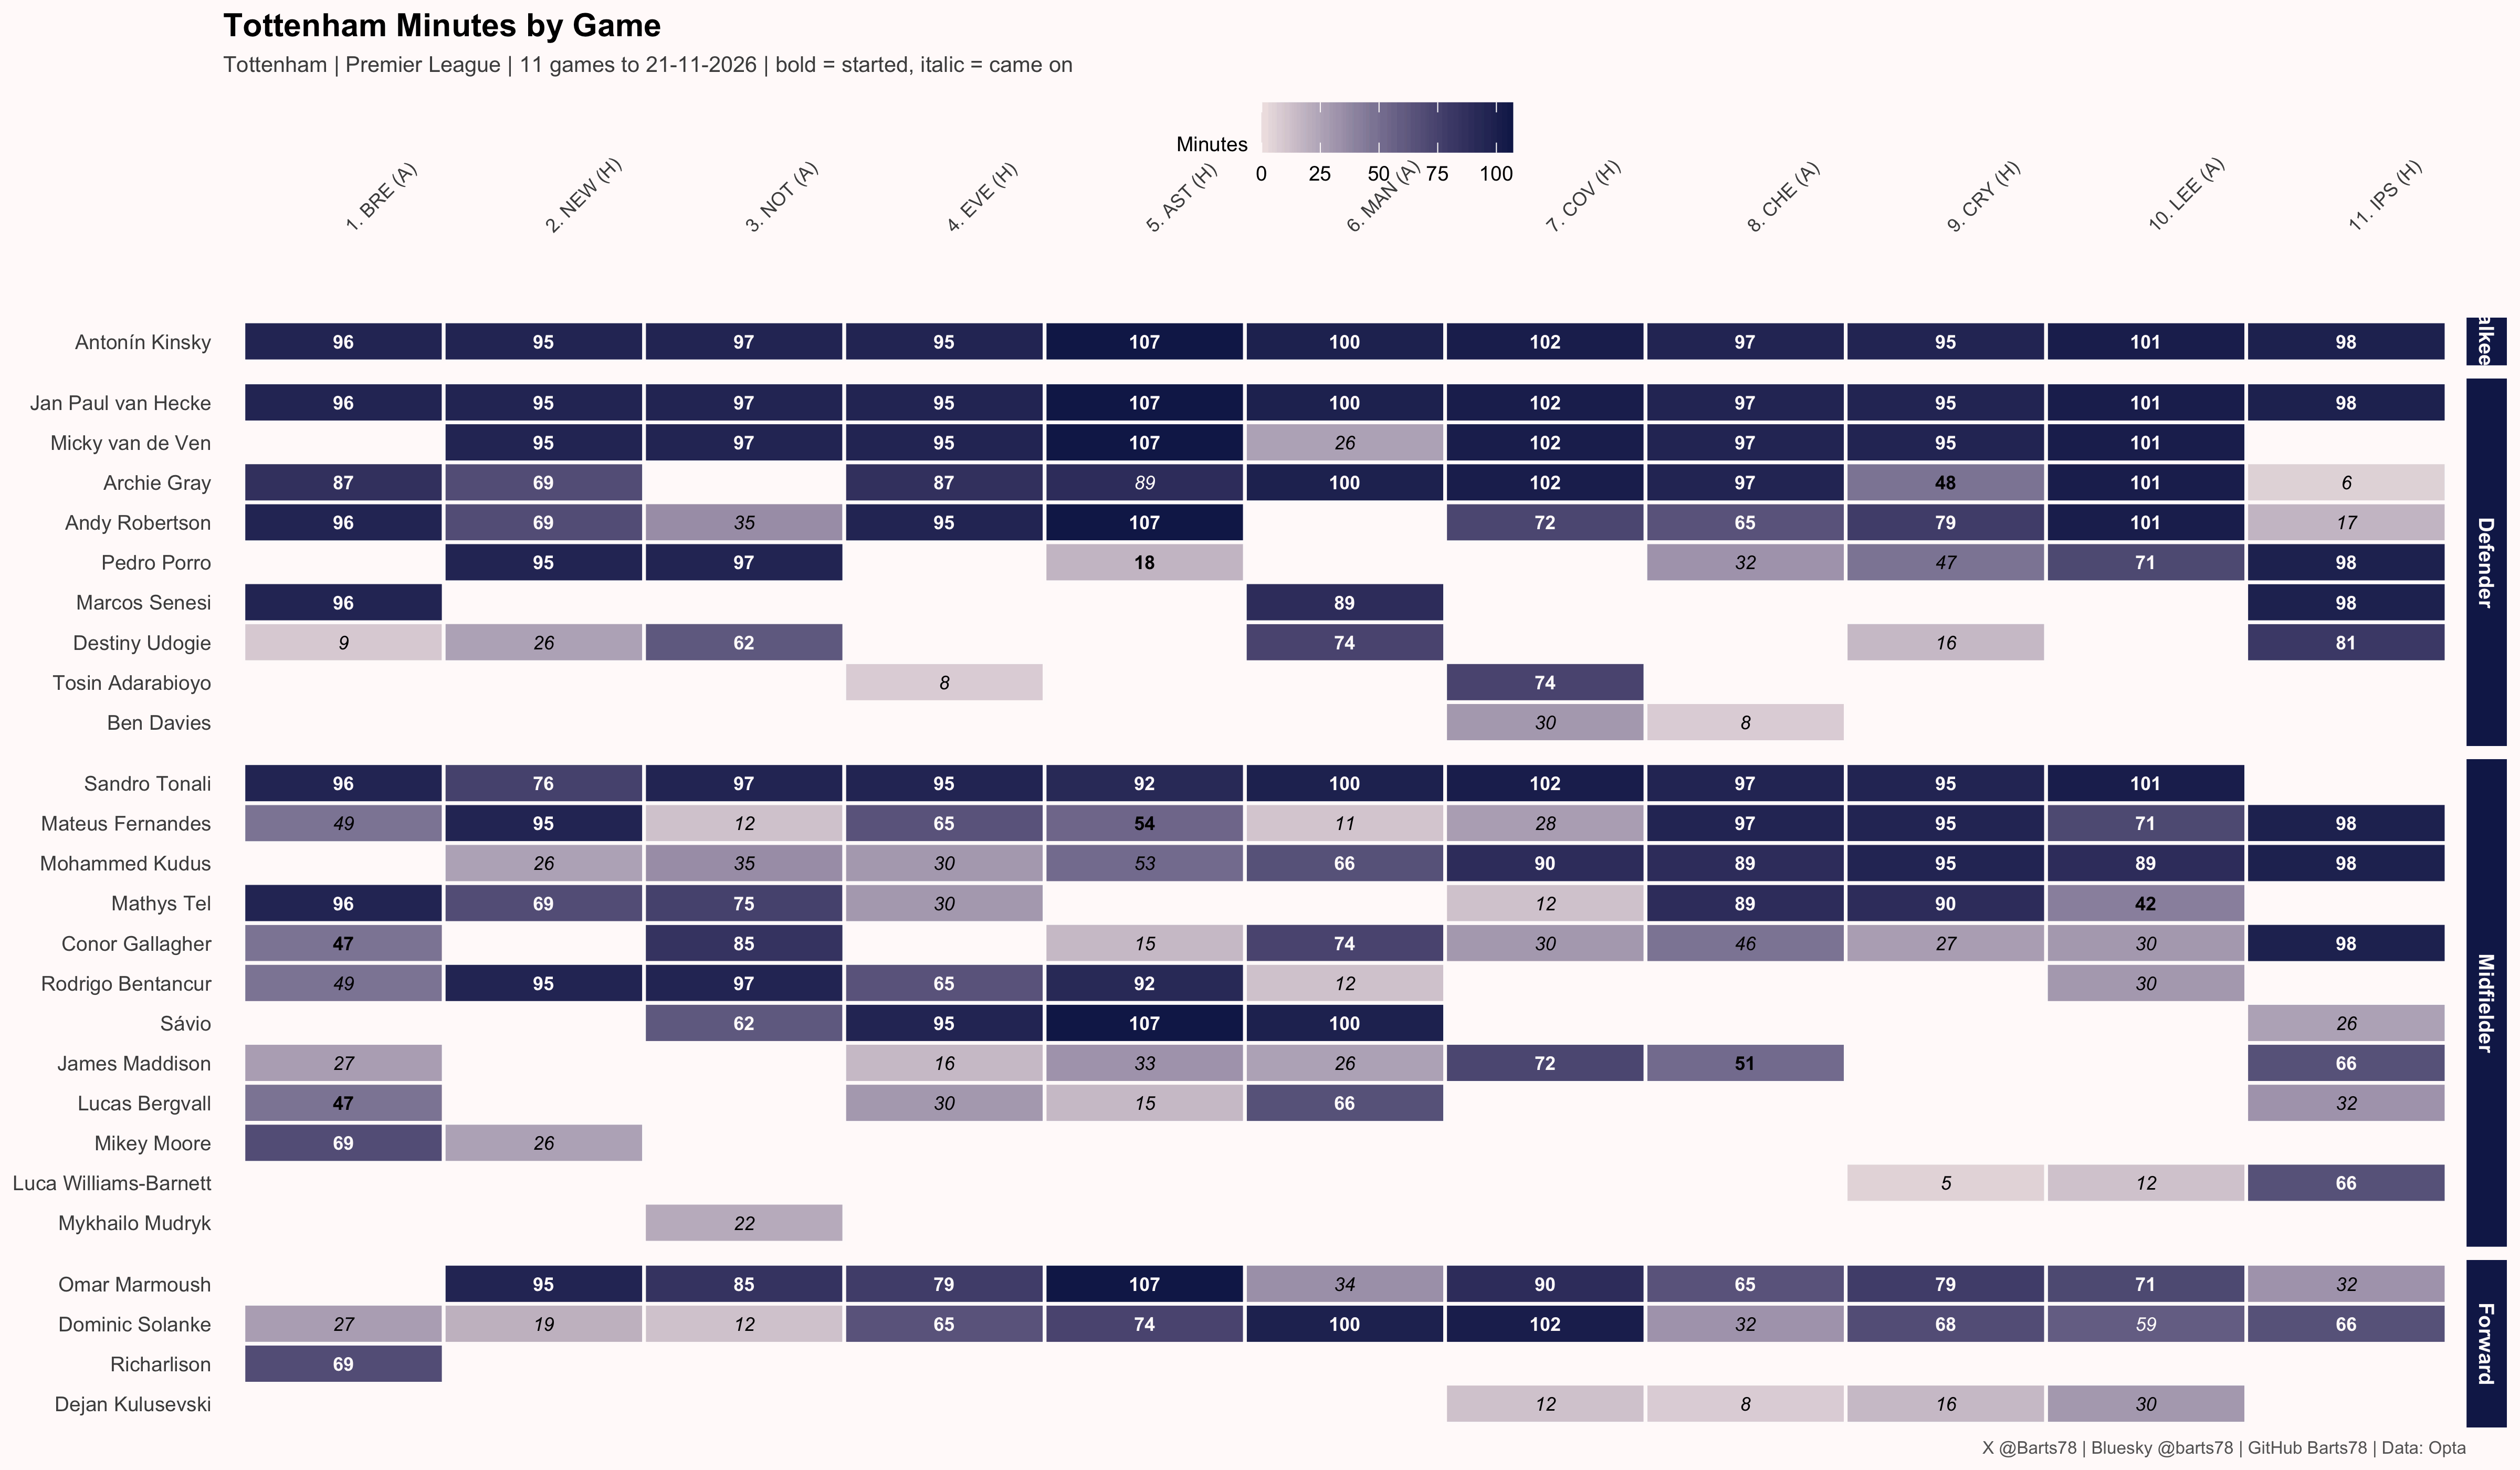 Tottenham Minutes by Game
Tottenham | Premier League | 11 games to 21-11-2026 | bold = started, italic = came on
Minutes
0 25 50 75 100
1. BRE (A) 2. NEW (H) 3. NOT (A) 4. EVE (H) 5. AST (H) 6. MAN (A) 7. COV (H) 8. CHE (A) 9. CRY (H) 10. LEE (A) 11. IPS (H)
Antonín Kinsky 96 95 97 95 107 100 102 97 95 101 98
Jan Paul van Hecke 96 95 97 95 107 100 102 97 95 101 98
Micky van de Ven 95 97 95 107 26 102 97 95 101
Archie Gray 87 69 87 89 100 102 97 48 101 6
Andy Robertson 96 69 35 95 107 72 65 79 101 17
Pedro Porro 95 97 18 32 47 71 98
Marcos Senesi 96 89 98
Destiny Udogie 9 26 62 74 16 81
Tosin Adarabioyo 8 74
Ben Davies 30 8
Defender
Sandro Tonali 96 76 97 95 92 100 102 97 95 101
Mateus Fernandes 49 95 12 65 54 11 28 97 95 71 98
Mohammed Kudus 26 35 30 53 66 90 89 95 89 98
Mathys Tel 96 69 75 30 12 89 90 42
Conor Gallagher 47 85 15 74 30 46 27 30 98
Rodrigo Bentancur 49 95 97 65 92 12 30
Sávio 62 95 107 100 26
James Maddison 27 16 33 26 72 51 66
Lucas Bergvall 47 30 15 66 32
Mikey Moore 69 26
Luca Williams-Barnett 5 12 66
Mykhailo Mudryk 22
Midfielder
Omar Marmoush 95 85 79 107 34 90 65 79 71 32
Dominic Solanke 27 19 12 65 74 100 102 32 68 59 66
Richarlison 69
Dejan Kulusevski 12 8 16 30
Forward
X @Barts78 | Bluesky @barts78 | GitHub Barts78 | Data: Opta